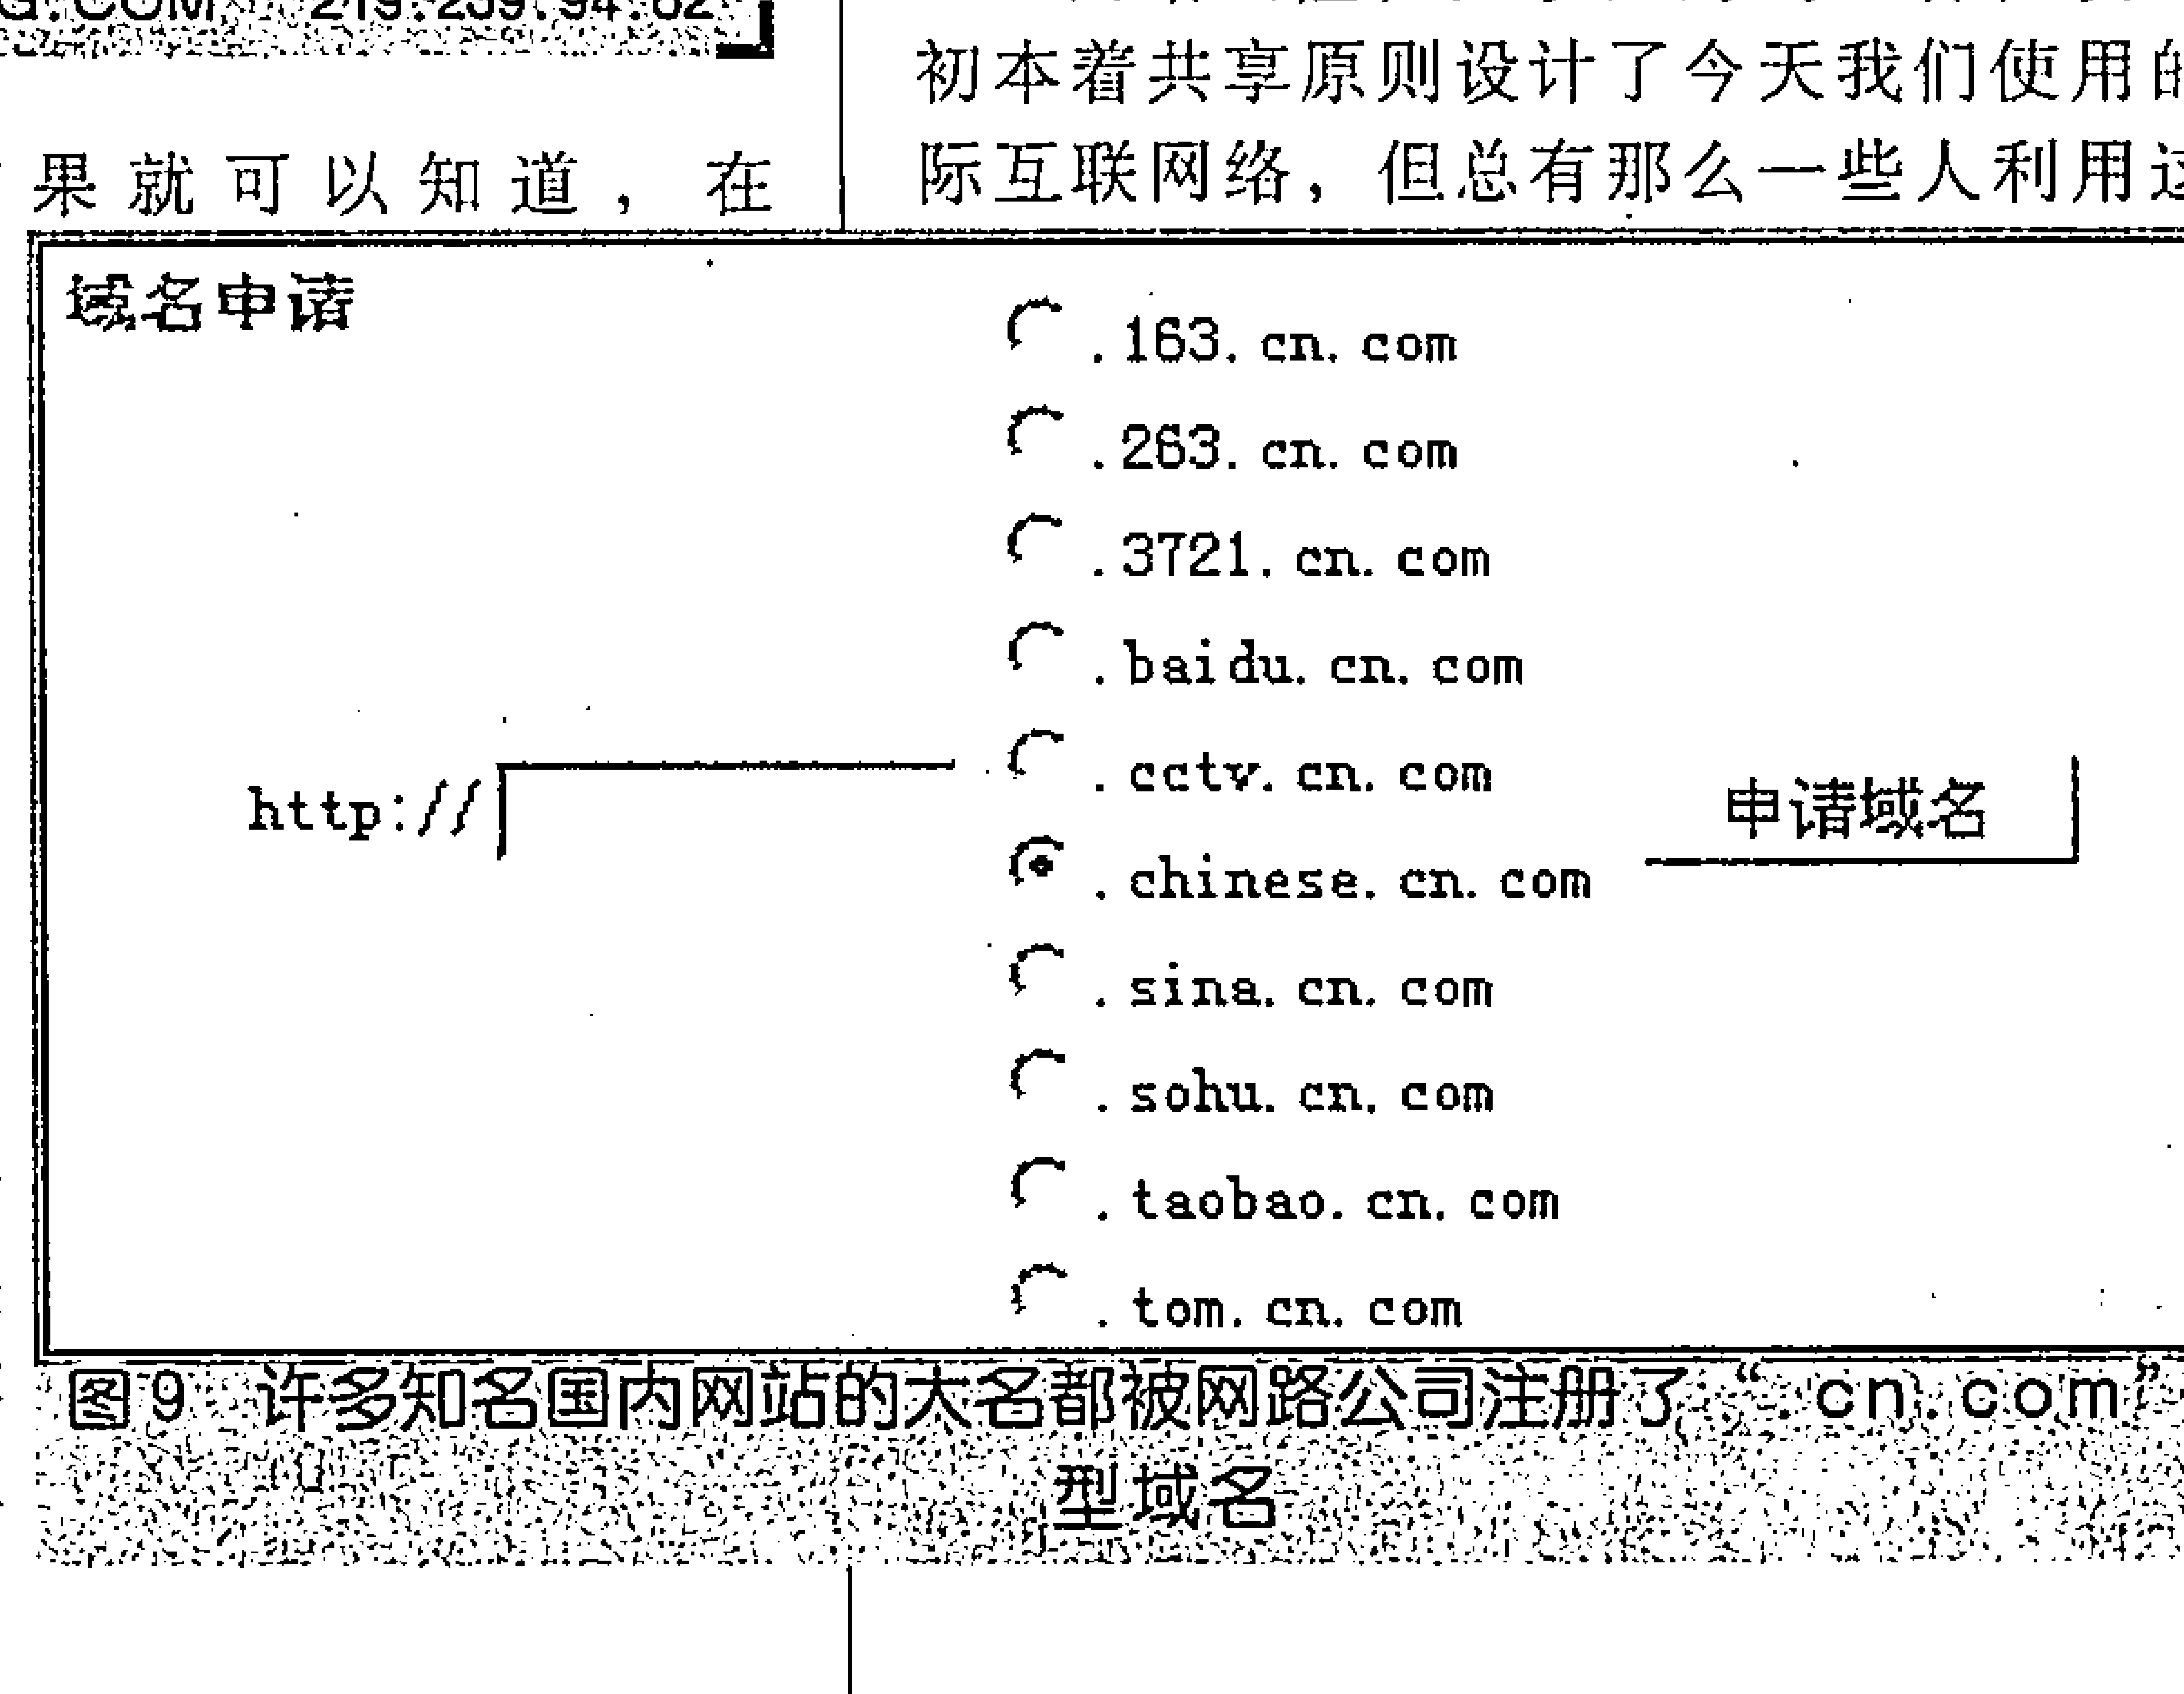 果就可以知道，在
初本着共享原则设计了今天我们使用的
际互联网络，但总有那么一些人利用这
域名申请
.163.cn.com
.263.cn.com
.3721.cn.com
.baidu.cn.com
.cctv.cn.com
http://
申请域名
.chinese.cn.com
.sina.cn.com
.sohu.cn.com
.taobao.cn.com
.tom.cn.com
图9 许多知名国内网站的大名都被网路公司注册了“.cn.com”
型域名